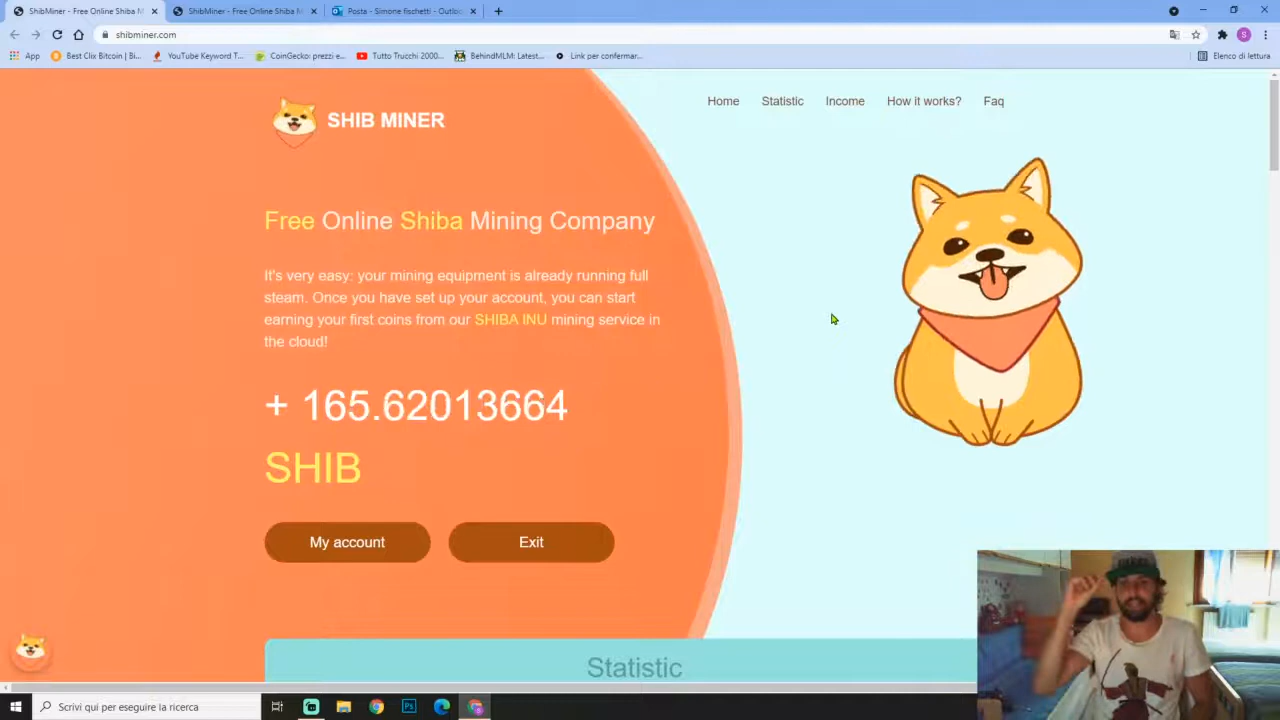 ShibMiner - Free Online Shiba M
ShibMiner - Free Online Shiba M
Posta - Simone fischetti - Outloo
shibminer.com
App
Best Clix Bitcoin | Bi...
YouTube Keyword T...
CoinGecko: prezzi e...
Tutto Trucchi 2000...
BehindMLM: Latest...
Link per confermar...
Elenco di lettura
SHIB MINER
Home
Statistic
Income
How it works?
Faq
Free Online Shiba Mining Company
It's very easy: your mining equipment is already running full
steam. Once you have set up your account, you can start
earning your first coins from our SHIBA INU mining service in
the cloud!
+ 165.62013664
SHIB
My account
Exit
Statistic
Scrivi qui per eseguire la ricerca